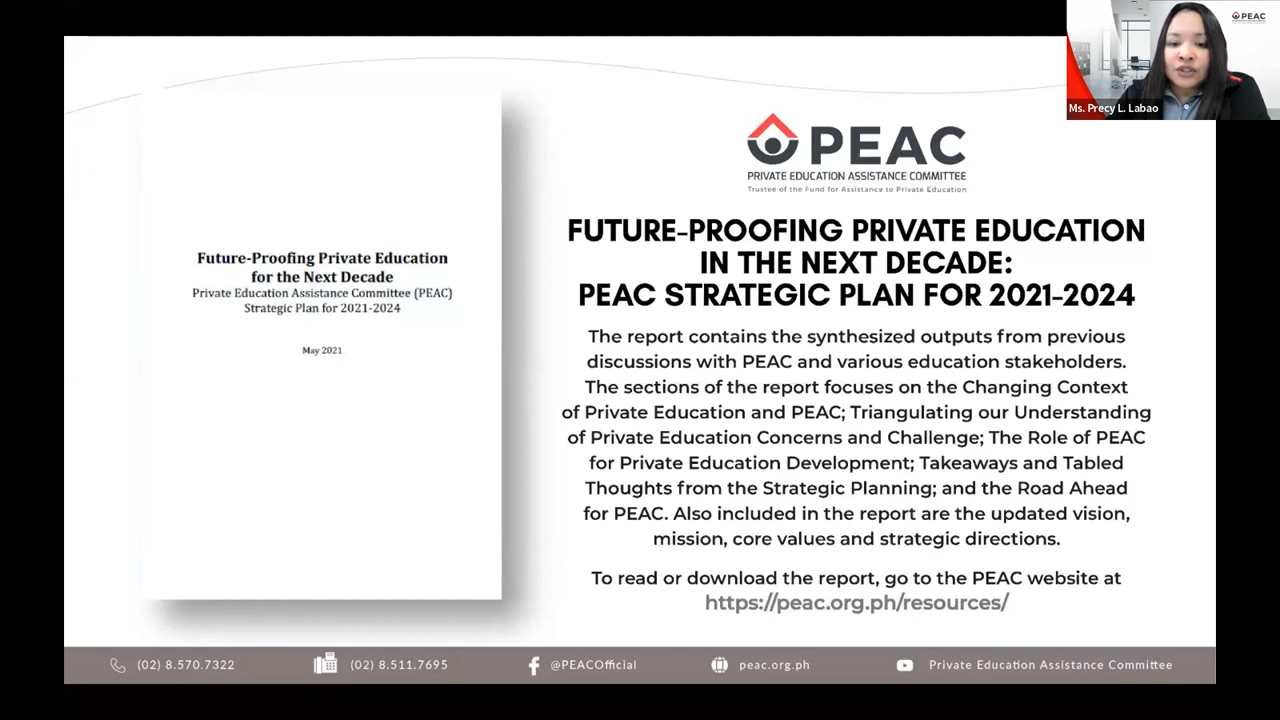 PEAC
Ms. Precy L. Labao
Future-Proofing Private Education
for the Next Decade
Private Education Assistance Committee (PEAC)
Strategic Plan for 2021-2024
May 2021
PEAC
PRIVATE EDUCATION ASSISTANCE COMMITTEE
Trustee of the Fund for Assistance to Private Education
FUTURE-PROOFING PRIVATE EDUCATION
IN THE NEXT DECADE:
PEAC STRATEGIC PLAN FOR 2021-2024
The report contains the synthesized outputs from previous
discussions with PEAC and various education stakeholders.
The sections of the report focuses on the Changing Context
of Private Education and PEAC; Triangulating our Understanding
of Private Education Concerns and Challenge; The Role of PEAC
for Private Education Development; Takeaways and Tabled
Thoughts from the Strategic Planning; and the Road Ahead
for PEAC. Also included in the report are the updated vision,
mission, core values and strategic directions.
To read or download the report, go to the PEAC website at
https://peac.org.ph/resources/
(02) 8.570.7322
(02) 8.511.7695
@PEACOfficial
peac.org.ph
Private Education Assistance Committee